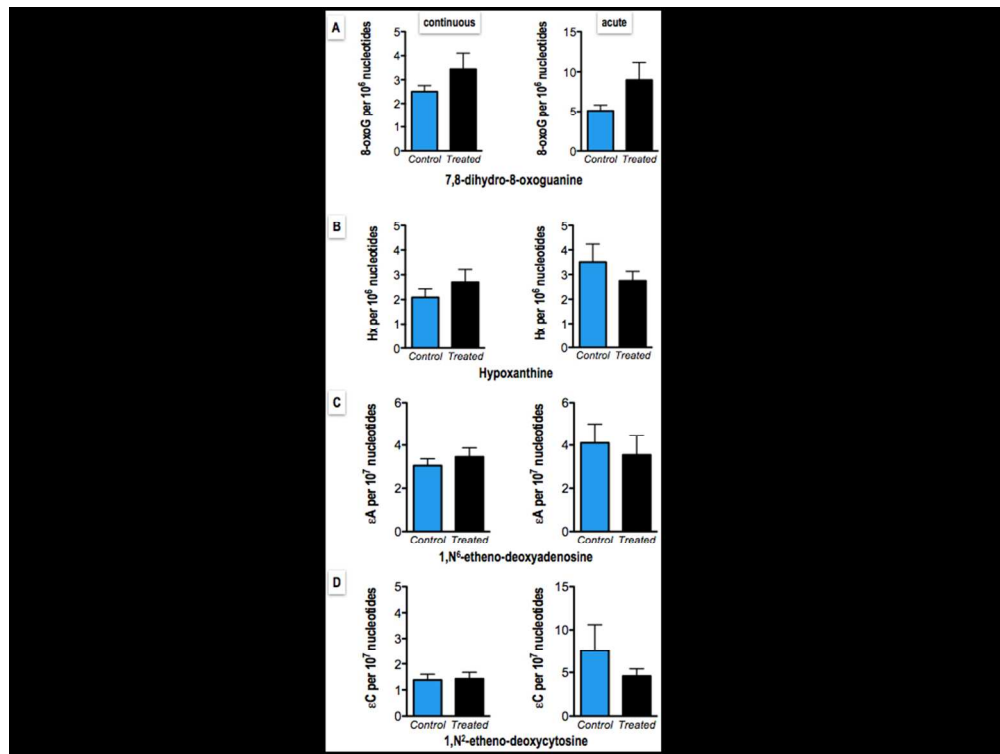 A
continuous
acute
8-oxoG per 10⁶ nucleotides
5
4
3
2
1
0
Control Treated
8-oxoG per 10⁶ nucleotides
15
10
5
0
Control Treated
7,8-dihydro-8-oxoguanine
B
Hx per 10⁶ nucleotides
5
4
3
2
1
0
Control Treated
Hx per 10⁶ nucleotides
5
4
3
2
1
0
Control Treated
Hypoxanthine
C
εA per 10⁷ nucleotides
6
4
2
0
Control Treated
εA per 10⁷ nucleotides
6
4
2
0
Control Treated
1,N⁶-etheno-deoxyadenosine
D
εC per 10⁷ nucleotides
5
4
3
2
1
0
Control Treated
εC per 10⁷ nucleotides
15
10
5
0
Control Treated
1,N²-etheno-deoxycytosine